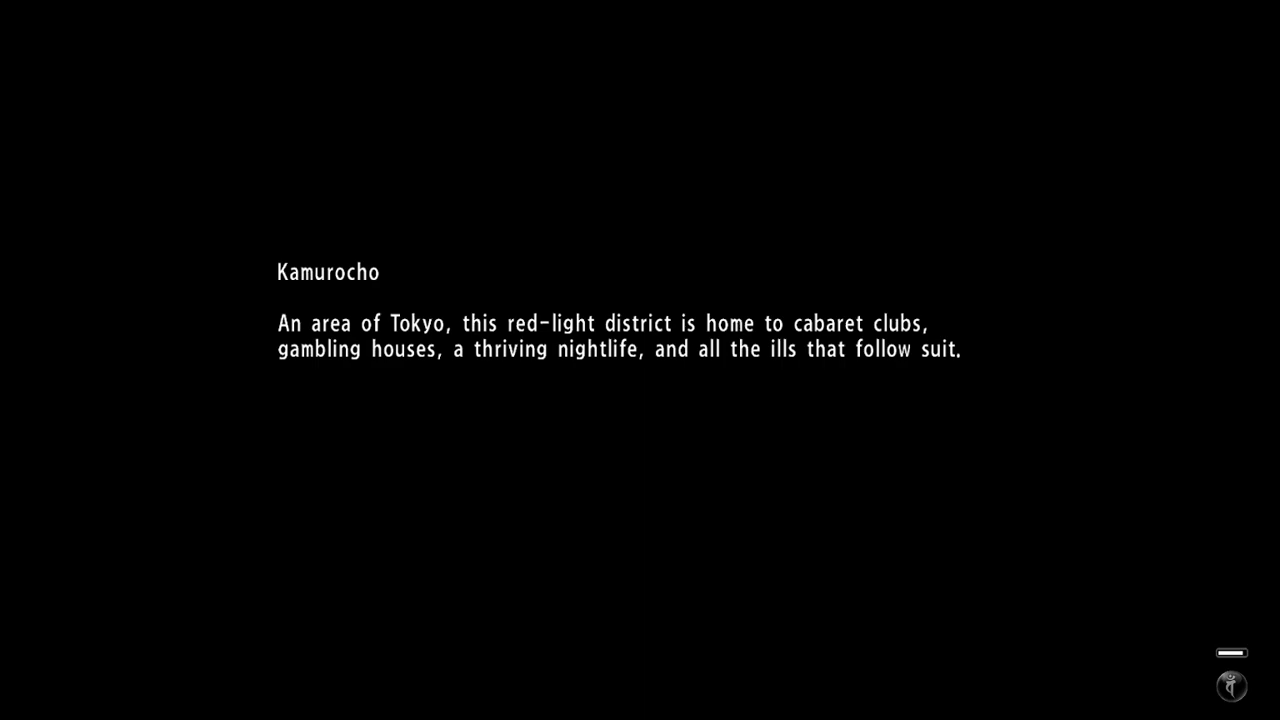 Kamurocho
An area of Tokyo, this red-light district is home to cabaret clubs,
gambling houses, a thriving nightlife, and all the ills that follow suit.